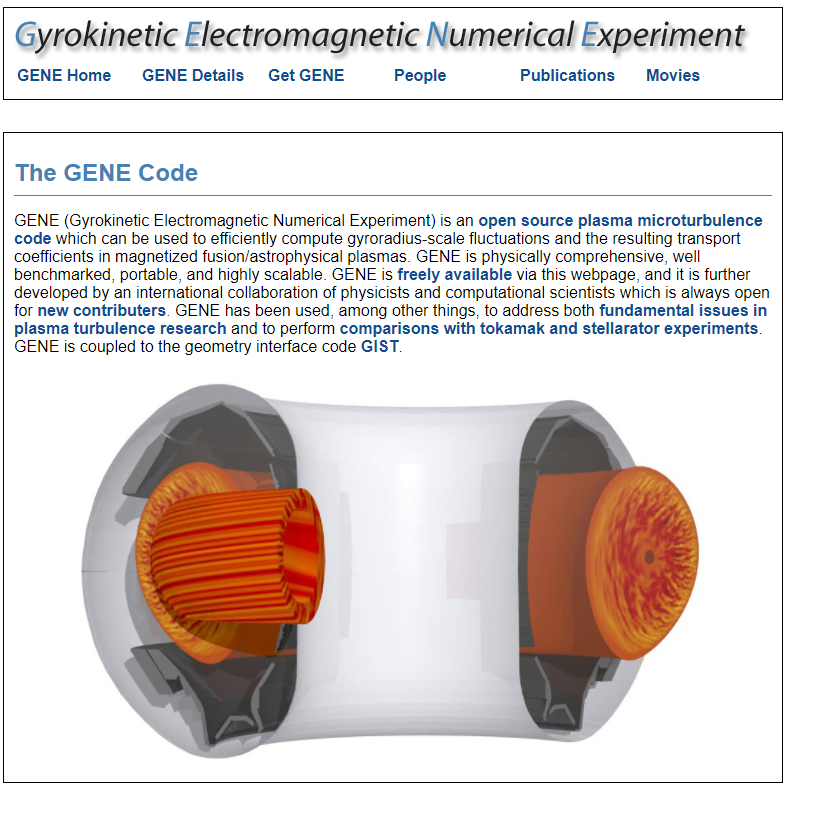 Gyrokinetic Electromagnetic Numerical Experiment
GENE Home GENE Details Get GENE People Publications Movies
The GENE Code
GENE (Gyrokinetic Electromagnetic Numerical Experiment) is an open source plasma microturbulence
code which can be used to efficiently compute gyroradius-scale fluctuations and the resulting transport
coefficients in magnetized fusion/astrophysical plasmas. GENE is physically comprehensive, well
benchmarked, portable, and highly scalable. GENE is freely available via this webpage, and it is further
developed by an international collaboration of physicists and computational scientists which is always open
for new contributers. GENE has been used, among other things, to address both fundamental issues in
plasma turbulence research and to perform comparisons with tokamak and stellarator experiments.
GENE is coupled to the geometry interface code GIST.